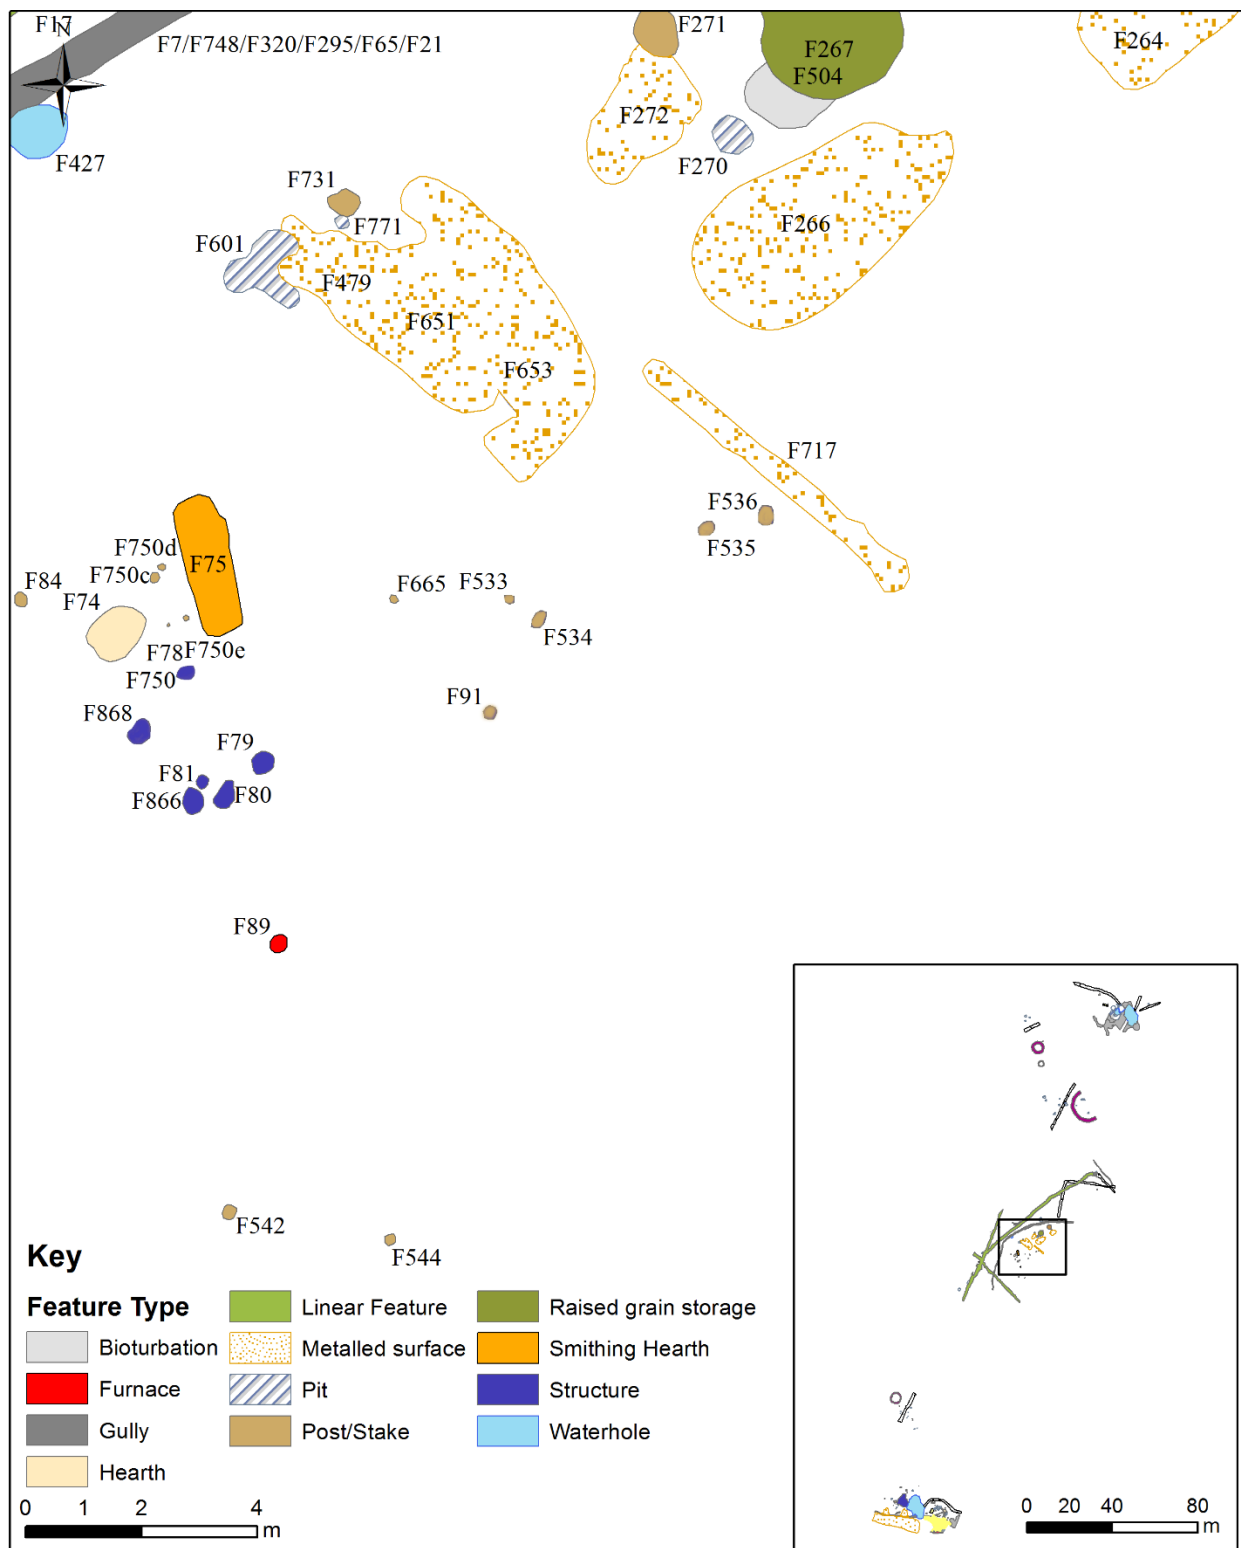 F17
N
F7/F748/F320/F295/F65/F21
F271
F267
F504
F264
F272
F427
F270
F731
F771
F601
F266
F479
F651
F653
F717
F536
F535
F750d
F75
F750c
F84
F74
F665
F533
F534
F78
F750e
F750
F91
F868
F79
F81
F866
F80
F89
F542
F544
Key
Feature Type
Linear Feature
Raised grain storage
Bioturbation
Metalled surface
Smithing Hearth
Furnace
Pit
Structure
Gully
Post/Stake
Waterhole
Hearth
0 1 2 4
m
0 20 40 80
m